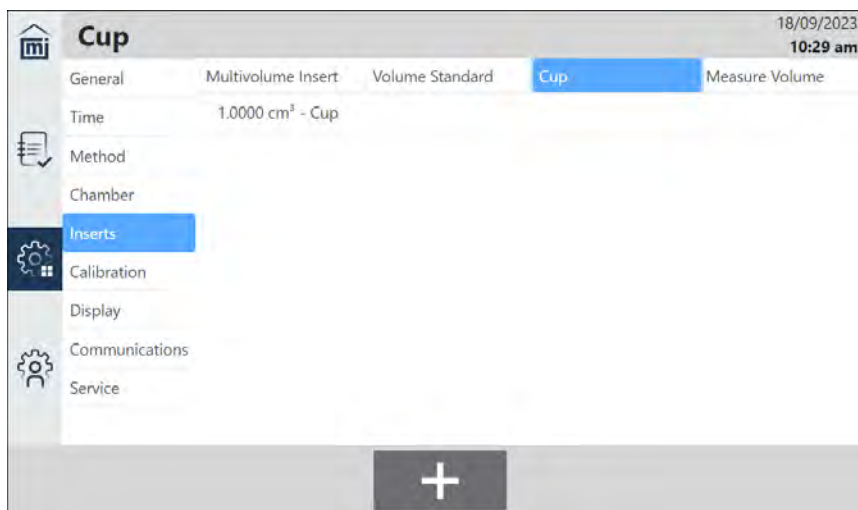 mi
Cup
18/09/2023
10:29 am
General
Time
Method
Chamber
Inserts
Calibration
Display
Communications
Service
Multivolume Insert
Volume Standard
Cup
Measure Volume
1.0000 cm³ - Cup